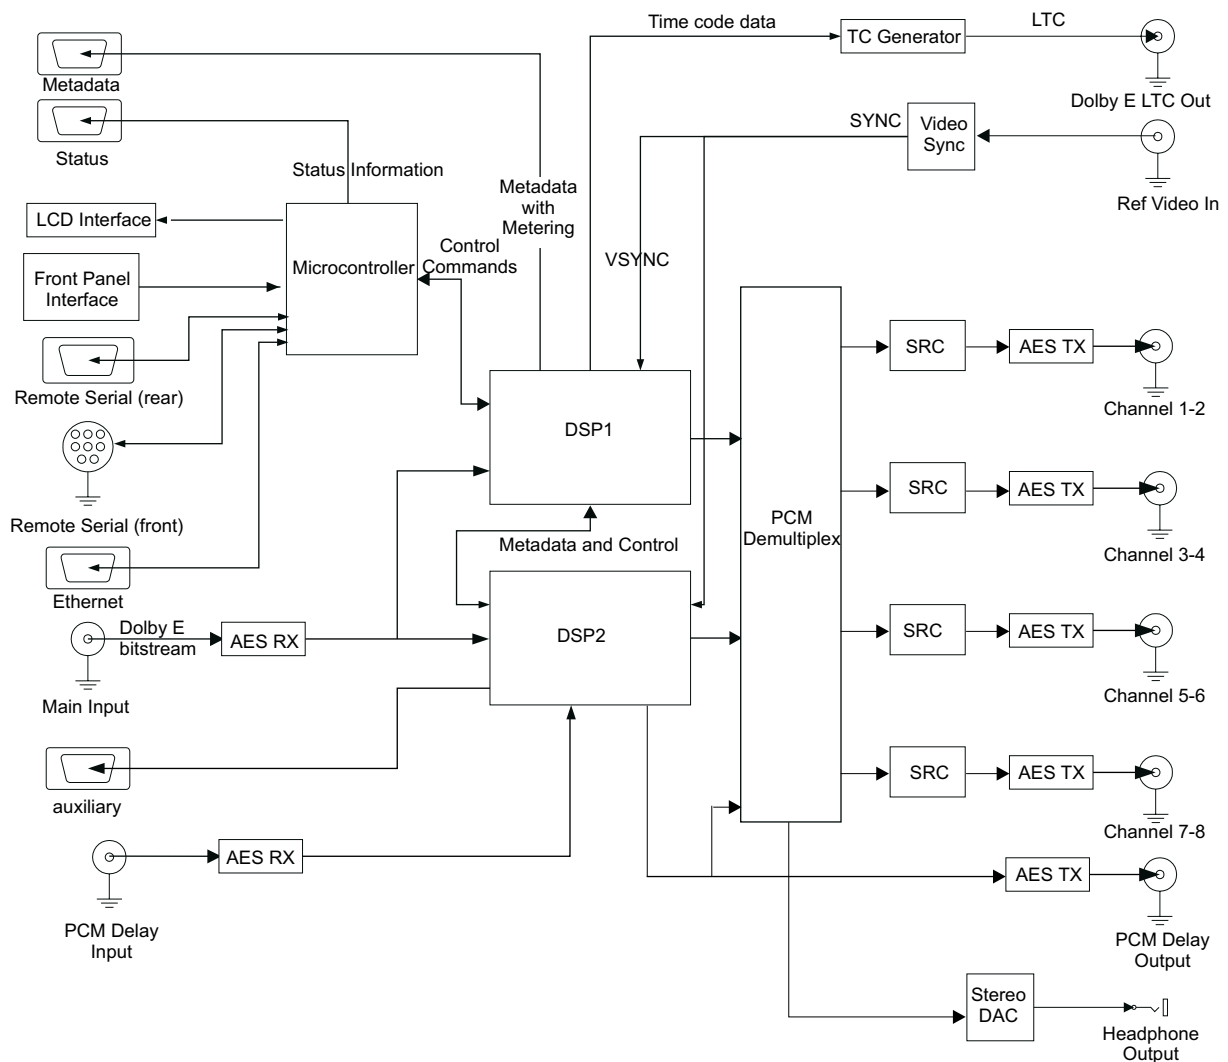 Time code data
LTC
TC Generator
Metadata
Dolby E LTC Out
SYNC
Video
Sync
Status
Status Information
Metadata
with
Metering
Ref Video In
LCD Interface
Control
Commands
VSYNC
Microcontroller
Front Panel
Interface
SRC
AES TX
Remote Serial (rear)
Channel 1-2
DSP1
SRC
AES TX
PCM
Demultiplex
Remote Serial (front)
Metadata and Control
Channel 3-4
Ethernet
Dolby E
bitstream
AES RX
DSP2
SRC
AES TX
Main Input
Channel 5-6
SRC
AES TX
auxiliary
Channel 7-8
AES RX
AES TX
PCM Delay
Input
PCM Delay
Output
Stereo
DAC
Headphone
Output